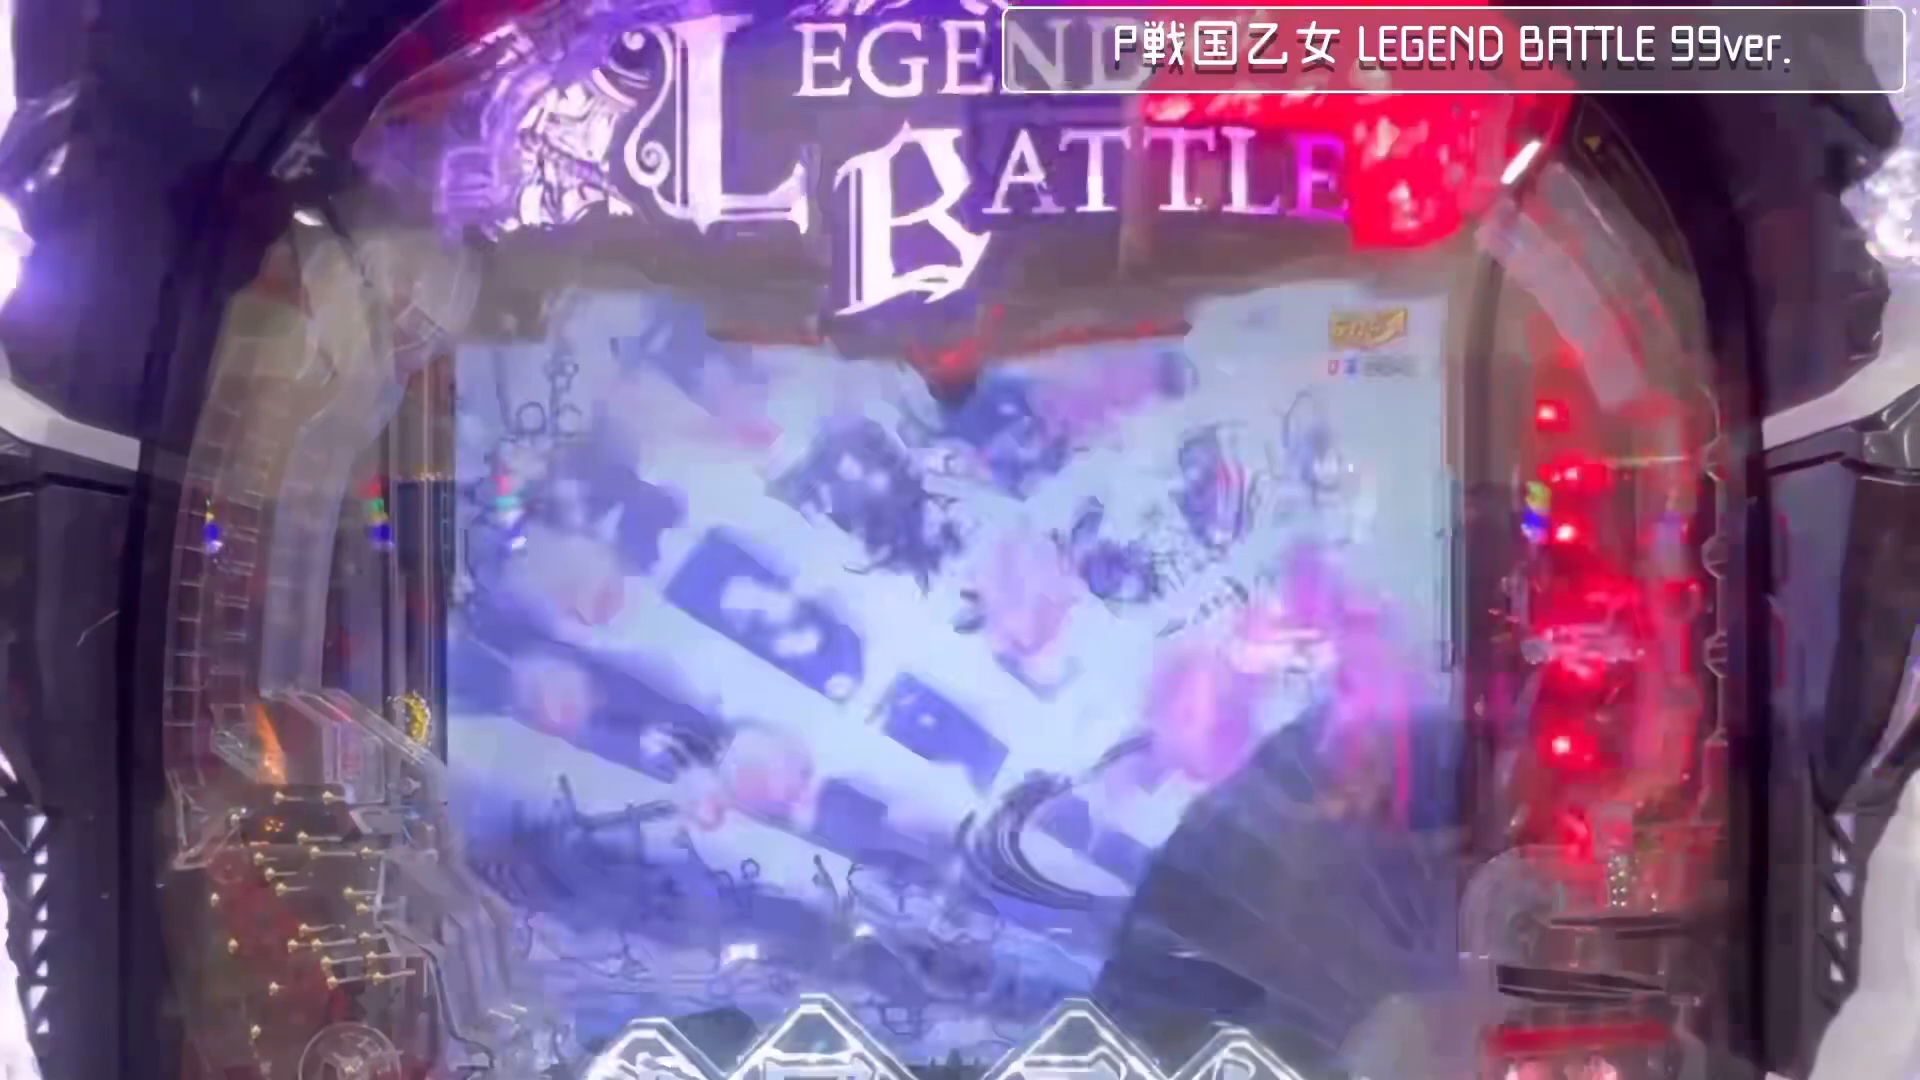 P戦国乙女 LEGEND BATTLE 99ver.
LEGEND
BATTLE